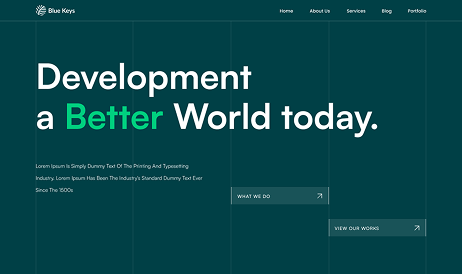 Blue Keys
Home
About Us
Services
Blog
Portfolio
Development
a Better World today.
Lorem Ipsum Is Simply Dummy Text Of The Printing And Typesetting
Industry. Lorem Ipsum Has Been The Industry's Standard Dummy Text Ever
Since The 1500s
WHAT WE DO
VIEW OUR WORKS